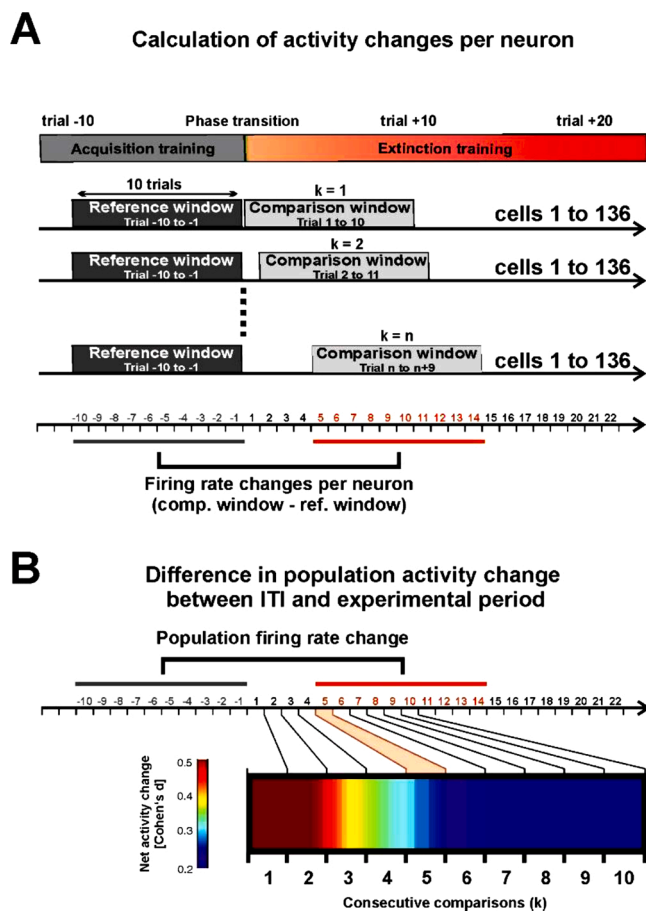 A
Calculation of activity changes per neuron
trial -10 Phase transition trial +10 trial +20
Acquisition training Extinction training
10 trials
k = 1
Reference window Comparison window cells 1 to 136
Trial -10 to -1 Trial 1 to 10
k = 2
Reference window Comparison window cells 1 to 136
Trial -10 to -1 Trial 2 to 11
k = n
Reference window Comparison window cells 1 to 136
Trial -10 to -1 Trial n to n+9
-10 -9 -8 -7 -6 -5 -4 -3 -2 -1 1 2 3 4 5 6 7 8 9 10 11 12 13 14 15 16 17 18 19 20 21 22
Firing rate changes per neuron
(comp. window - ref. window)
B
Difference in population activity change
between ITI and experimental period
Population firing rate change
-10 -9 -8 -7 -6 -5 -4 -3 -2 -1 1 2 3 4 5 6 7 8 9 10 11 12 13 14 15 16 17 18 19 20 21 22
Net activity change
[Cohen's d]
0.5
0.4
0.3
0.2
1 2 3 4 5 6 7 8 9 10
Consecutive comparisons (k)